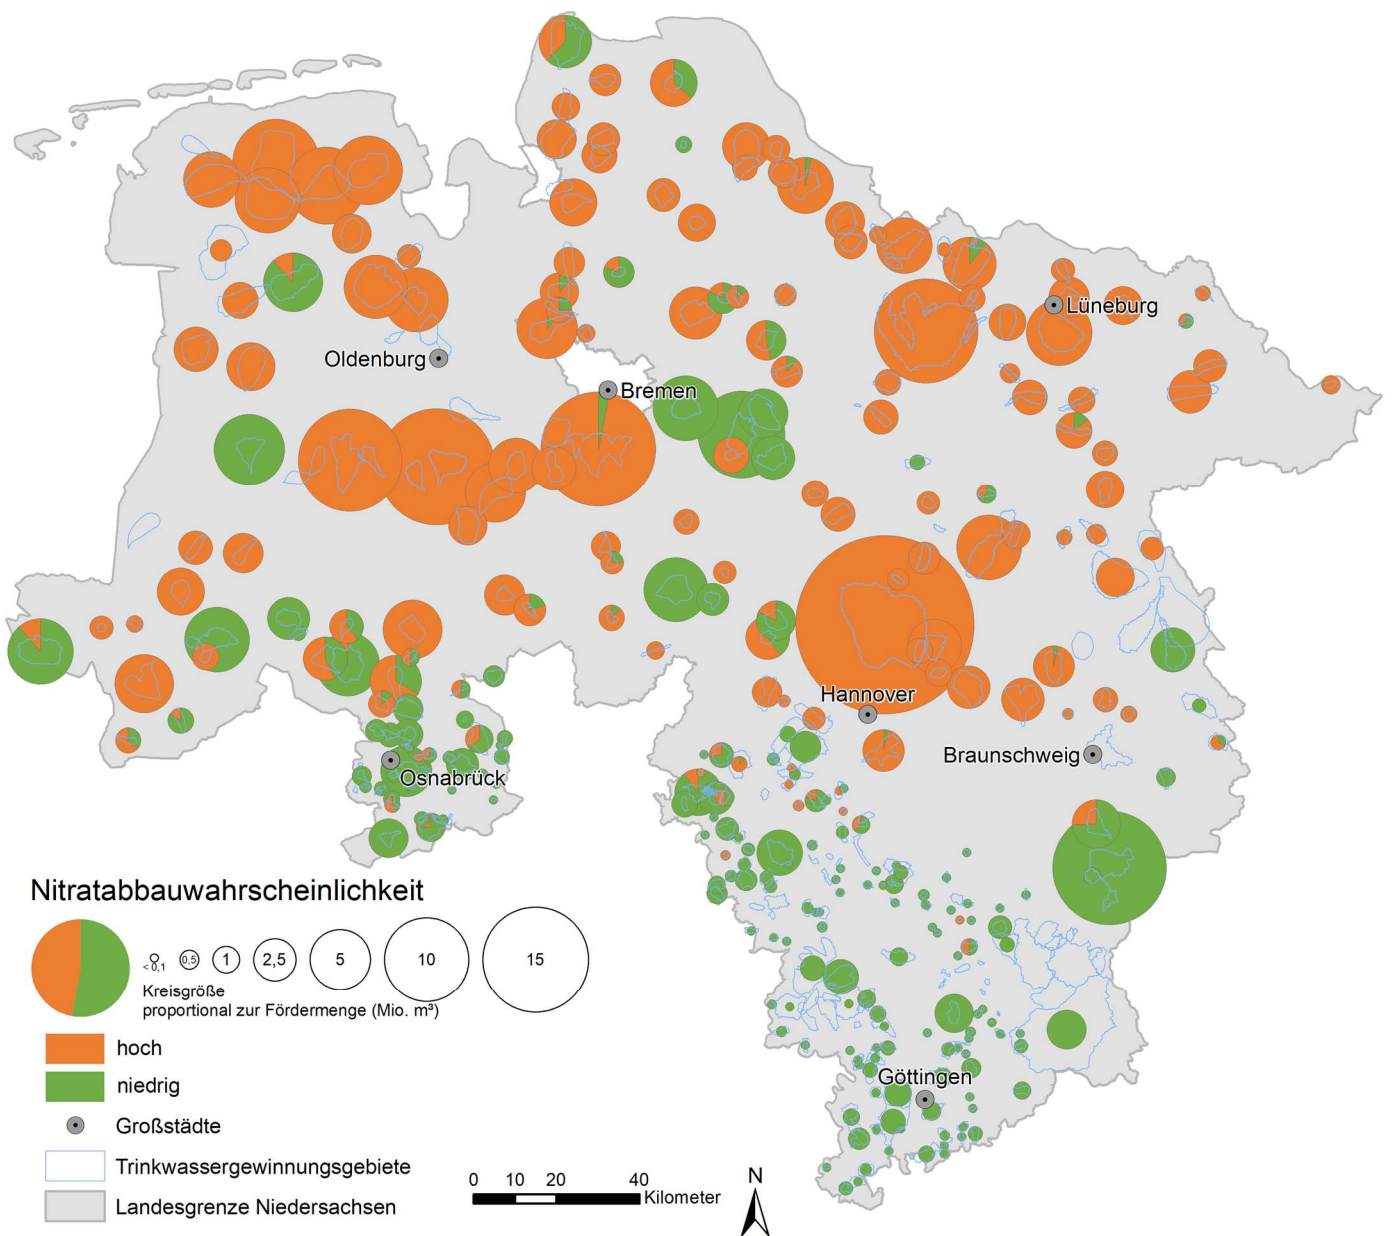 Lüneburg
Oldenburg
Bremen
Hannover
Braunschweig
Osnabrück
Göttingen
Nitratabbauwahrscheinlichkeit
< 0,1
0,5
1
2,5
5
10
15
Kreisgröße
proportional zur Fördermenge (Mio. m³)
hoch
niedrig
Großstädte
Trinkwassergewinnungsgebiete
Landesgrenze Niedersachsen
0 10 20 40
Kilometer
N